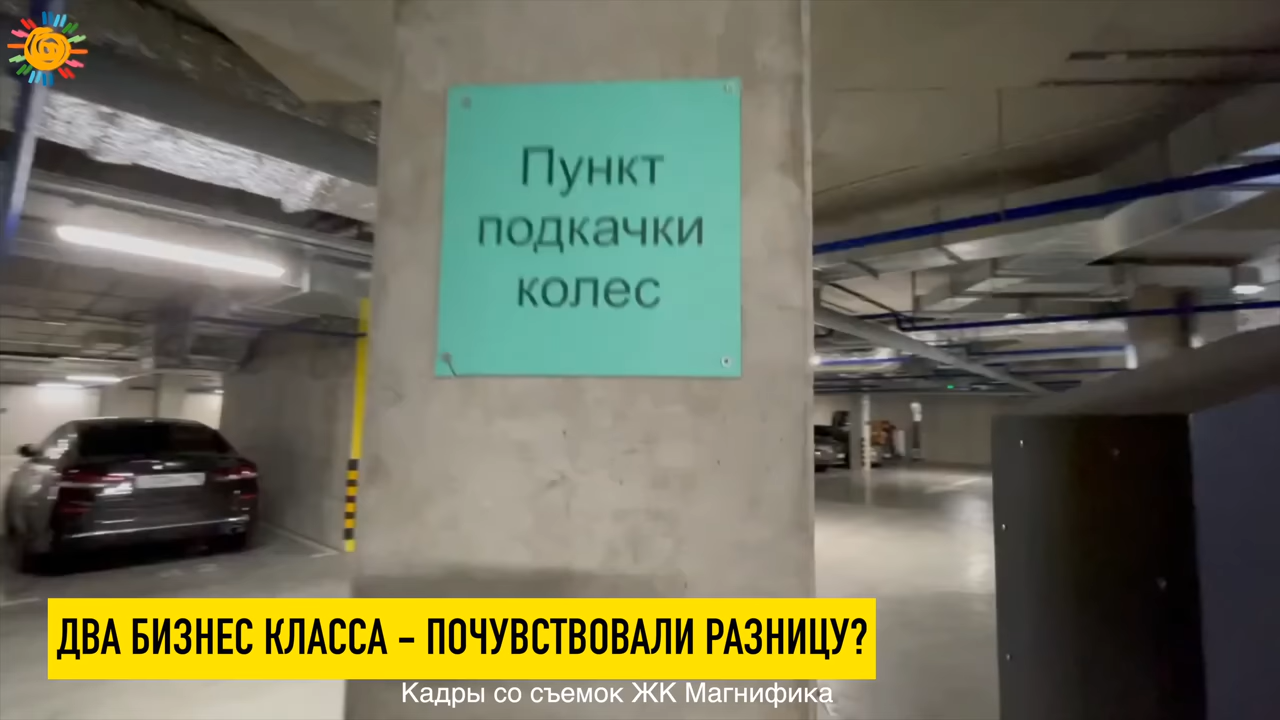 Пункт
подкачки
колес
ДВА БИЗНЕС КЛАССА – ПОЧУВСТВОВАЛИ РАЗНИЦУ?
Кадры со съемок ЖК Магнифика